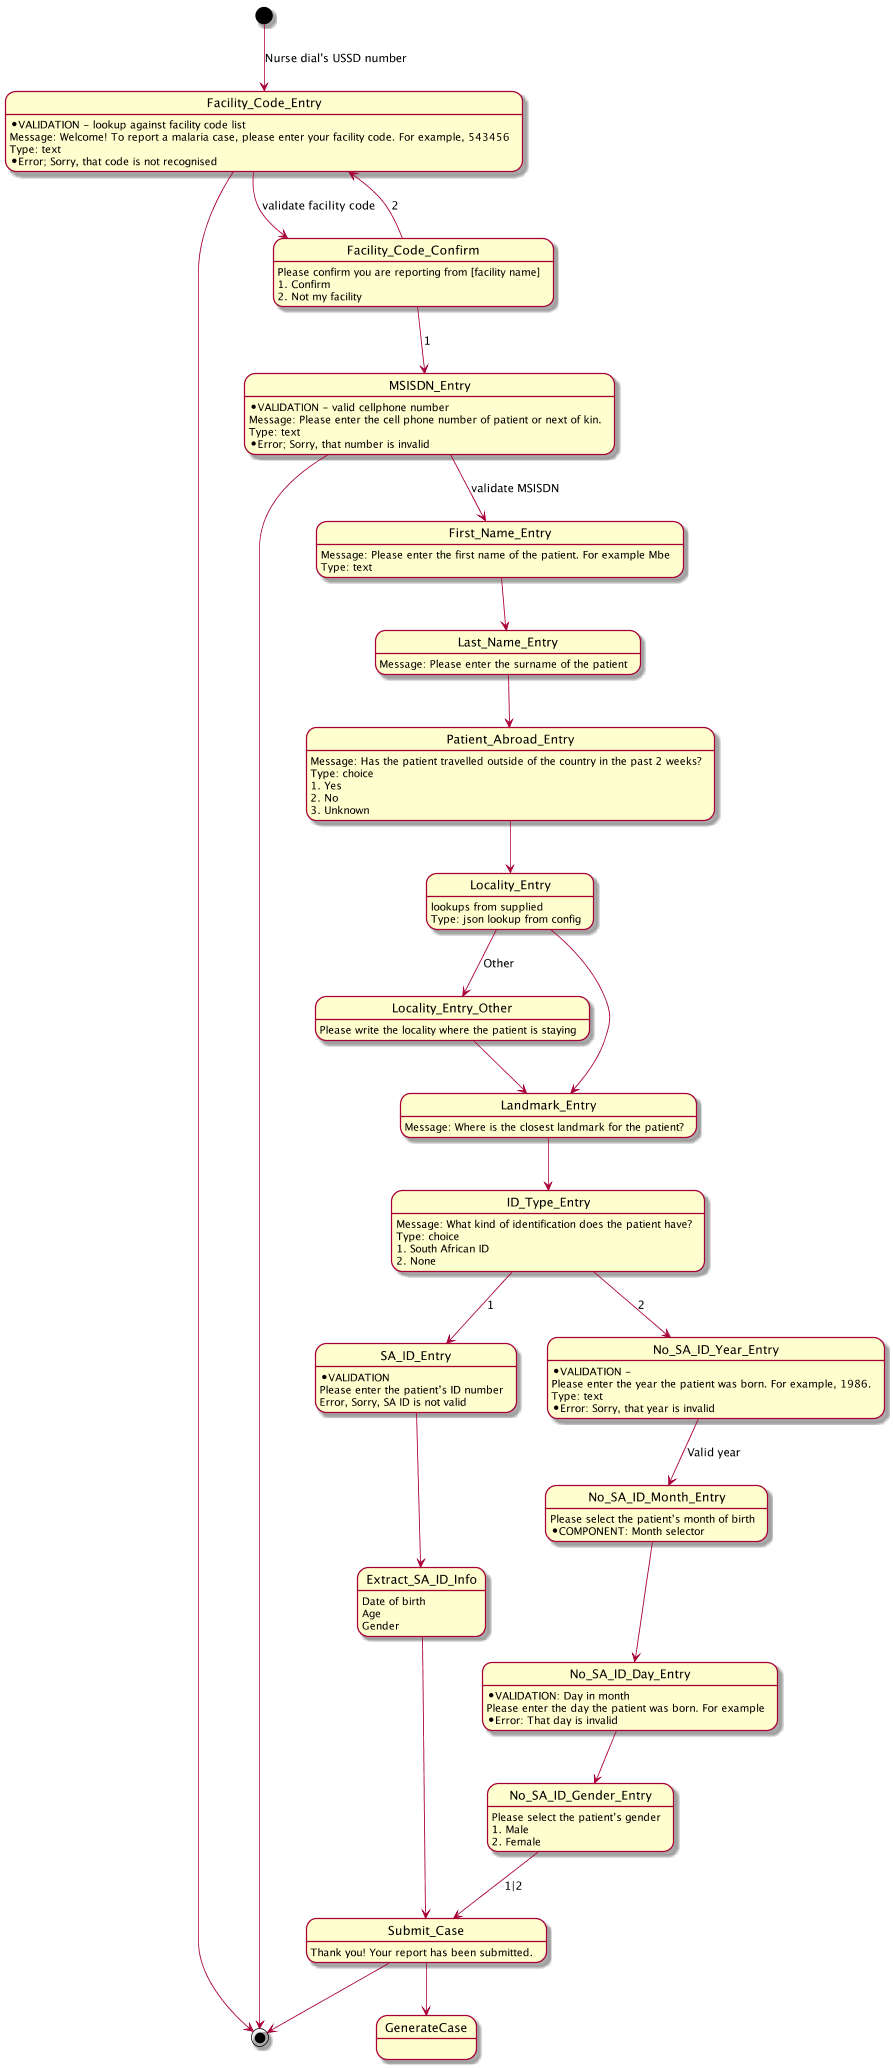 Nurse dial's USSD number
Facility_Code_Entry
•VALIDATION - lookup against facility code list
Message: Welcome! To report a malaria case, please enter your facility code. For example, 543456
Type: text
•Error; Sorry, that code is not recognised
validate facility code
2
Facility_Code_Confirm
Please confirm you are reporting from [facility name]
1. Confirm
2. Not my facility
1
MSISDN_Entry
•VALIDATION - valid cellphone number
Message: Please enter the cell phone number of patient or next of kin.
Type: text
•Error; Sorry, that number is invalid
validate MSISDN
First_Name_Entry
Message: Please enter the first name of the patient. For example Mbe
Type: text
Last_Name_Entry
Message: Please enter the surname of the patient
Patient_Abroad_Entry
Message: Has the patient travelled outside of the country in the past 2 weeks?
Type: choice
1. Yes
2. No
3. Unknown
Locality_Entry
lookups from supplied
Type: json lookup from config
Other
Locality_Entry_Other
Please write the locality where the patient is staying
Landmark_Entry
Message: Where is the closest landmark for the patient?
ID_Type_Entry
Message: What kind of identification does the patient have?
Type: choice
1. South African ID
2. None
1
2
SA_ID_Entry
•VALIDATION
Please enter the patient's ID number
Error, Sorry, SA ID is not valid
No_SA_ID_Year_Entry
•VALIDATION -
Please enter the year the patient was born. For example, 1986.
Type: text
•Error: Sorry, that year is invalid
Valid year
No_SA_ID_Month_Entry
Please select the patient's month of birth
•COMPONENT: Month selector
Extract_SA_ID_Info
Date of birth
Age
Gender
No_SA_ID_Day_Entry
•VALIDATION: Day in month
Please enter the day the patient was born. For example
•Error: That day is invalid
No_SA_ID_Gender_Entry
Please select the patient's gender
1. Male
2. Female
1|2
Submit_Case
Thank you! Your report has been submitted.
GenerateCase